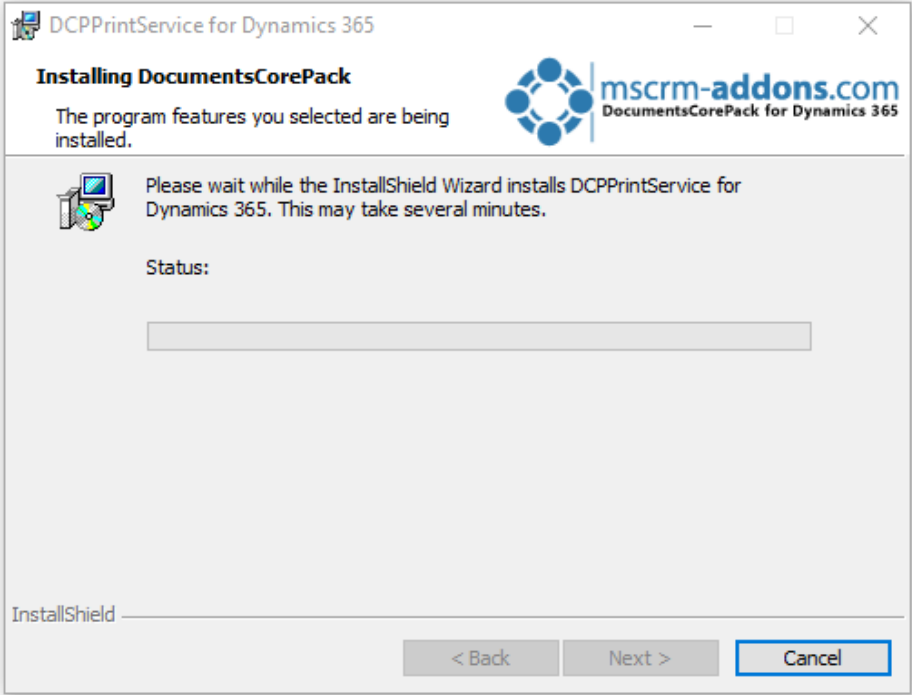 DCPPrintService for Dynamics 365
Installing DocumentsCorePack
The program features you selected are being
installed.
mscrm-addons.com
DocumentsCorePack for Dynamics 365
Please wait while the InstallShield Wizard installs DCPPrintService for
Dynamics 365. This may take several minutes.
Status:
InstallShield
< Back
Next >
Cancel